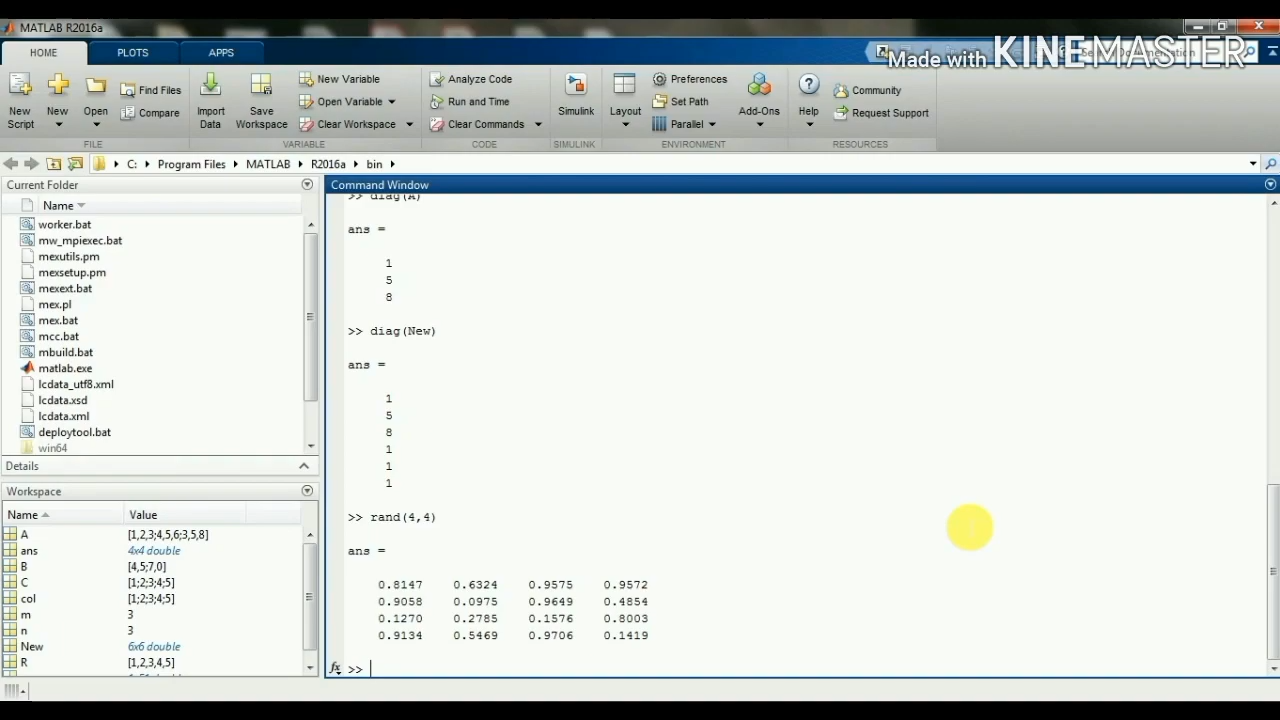 MATLAB R2016a
HOME PLOTS APPS
Made with KINEMASTER
New Script
New
Open
Find Files
Compare
Import Data
Save Workspace
New Variable
Open Variable
Clear Workspace
Analyze Code
Run and Time
Clear Commands
Simulink
Layout
Preferences
Set Path
Parallel
Add-Ons
Help
Community
Request Support
FILE VARIABLE CODE SIMULINK ENVIRONMENT RESOURCES
C: Program Files MATLAB R2016a bin
Current Folder
Name
worker.bat
mw_mpiexec.bat
mexutils.pm
mexsetup.pm
mexext.bat
mex.pl
mex.bat
mcc.bat
mbuild.bat
matlab.exe
lcdata_utf8.xml
lcdata.xsd
lcdata.xml
deploytool.bat
win64
Details
Workspace
Name Value
A [1,2,3;4,5,6;3,5,8]
ans 4x4 double
B [4,5;7,0]
C [1;2;3;4;5]
col [1;2;3;4;5]
m 3
n 3
New 6x6 double
R [1,2,3,4,5]
Command Window
>> diag(A)
ans =
1
5
8
>> diag(New)
ans =
1
5
8
1
1
1
>> rand(4,4)
ans =
0.8147 0.6324 0.9575 0.9572
0.9058 0.0975 0.9649 0.4854
0.1270 0.2785 0.1576 0.8003
0.9134 0.5469 0.9706 0.1419
fx >>